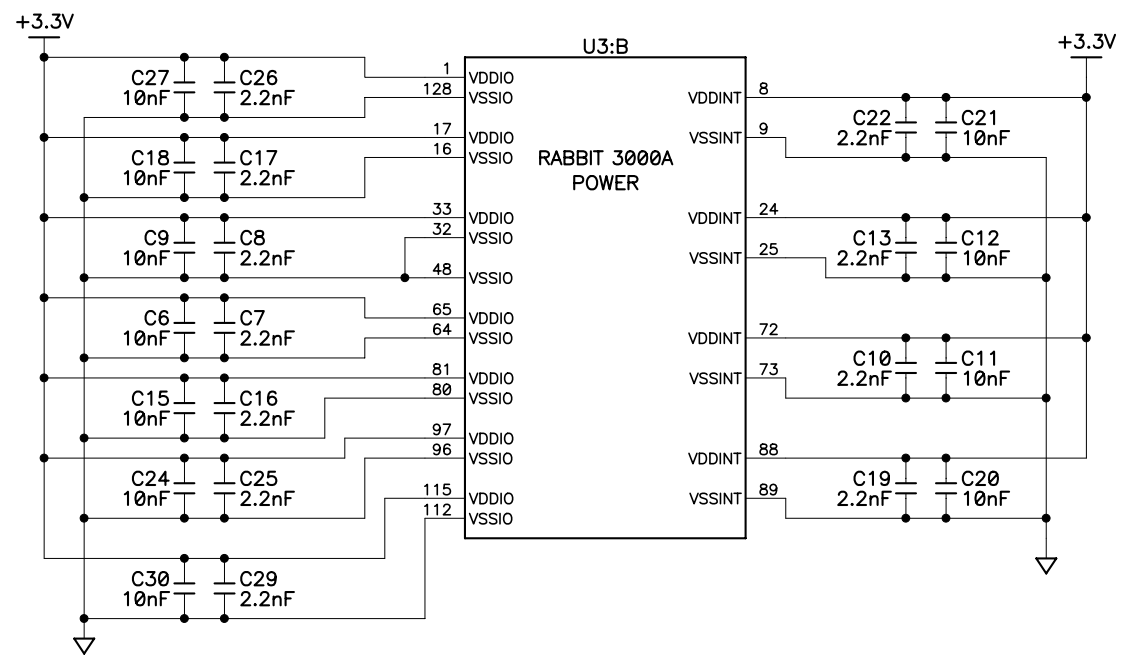 +3.3V
U3:B
+3.3V
C27 10nF
C26 2.2nF
1 VDDIO
128 VSSIO
C18 10nF
C17 2.2nF
17 VDDIO
16 VSSIO
C9 10nF
C8 2.2nF
33 VDDIO
32 VSSIO
48 VSSIO
C6 10nF
C7 2.2nF
65 VDDIO
64 VSSIO
C15 10nF
C16 2.2nF
81 VDDIO
80 VSSIO
C24 10nF
C25 2.2nF
97 VDDIO
96 VSSIO
115 VDDIO
112 VSSIO
C30 10nF
C29 2.2nF
RABBIT 3000A
POWER
VDDINT 8
VSSINT 9
C22 2.2nF
C21 10nF
VDDINT 24
VSSINT 25
C13 2.2nF
C12 10nF
VDDINT 72
VSSINT 73
C10 2.2nF
C11 10nF
VDDINT 88
VSSINT 89
C19 2.2nF
C20 10nF